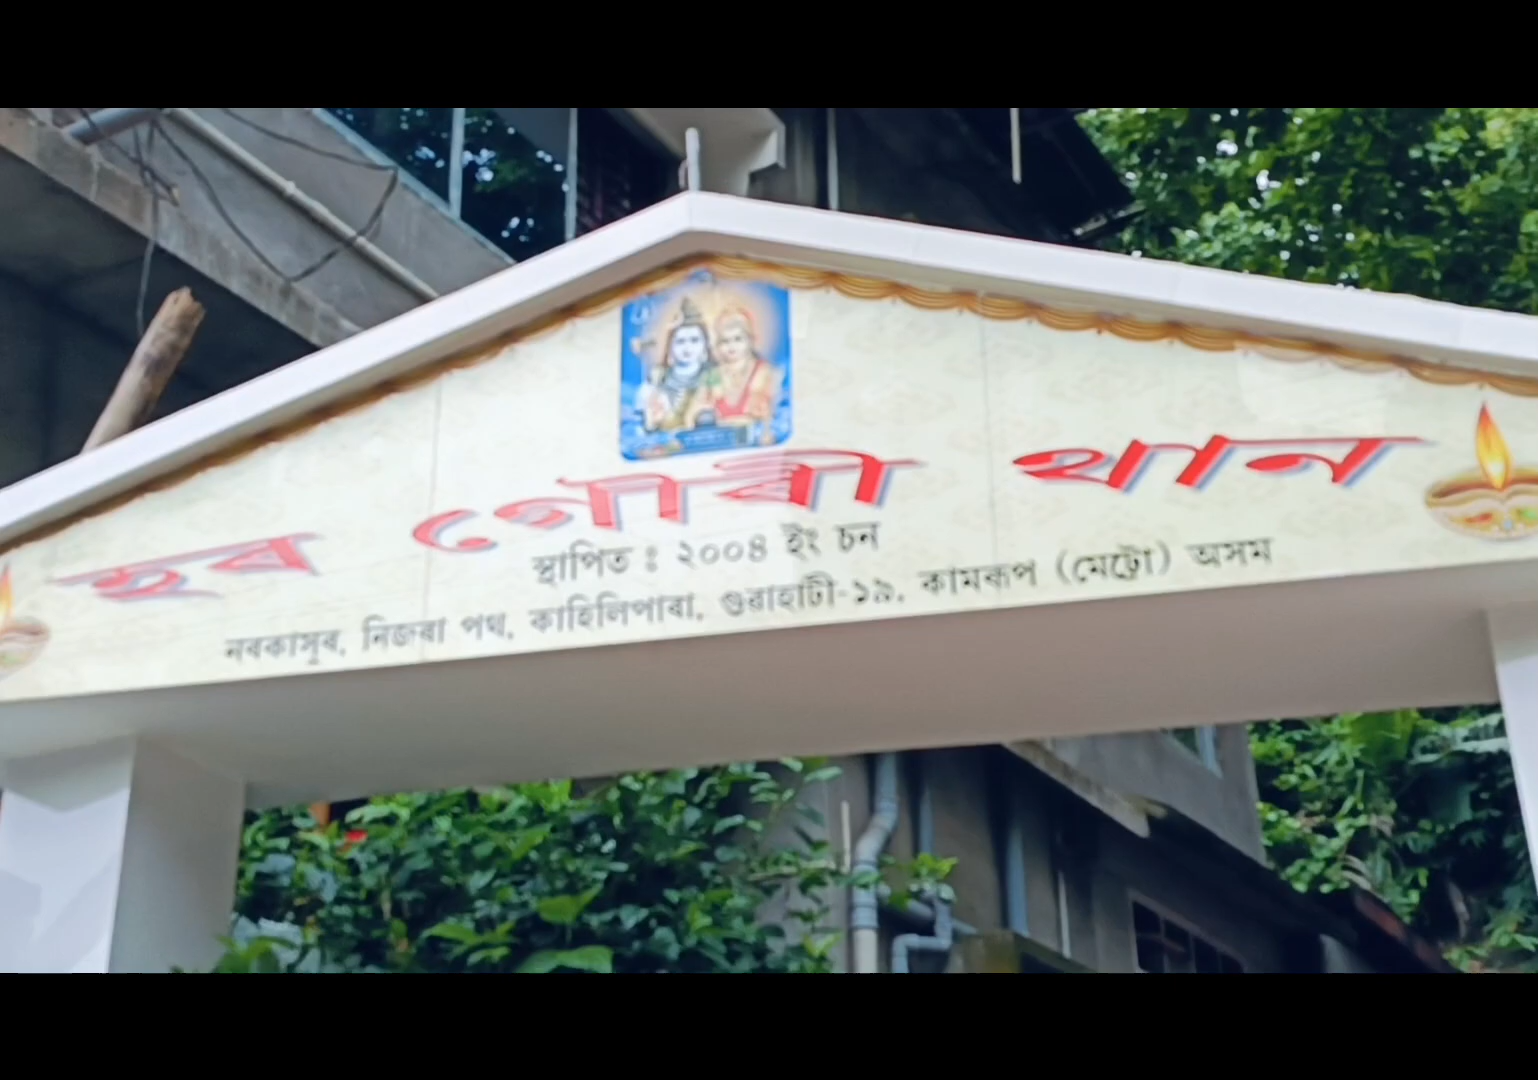 হৰ গৌৰী থান
স্থাপিত : ২০০৪ ইং চন
নৰকাসুৰ, নিজৰা পথ, কাহিলিপাৰা, গুৱাহাটী-১৯, কামৰূপ (মেট্ৰো) অসম